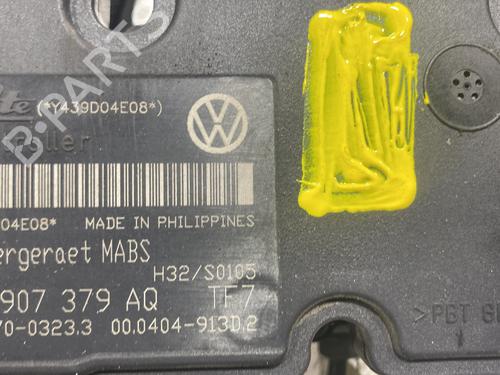 (*Y439D04E08*)
04E08* MADE IN PHILIPPINES
ergeraet MABS
H32/S0105
907 379 AQ TF7
70-0323.3 00.0404-913D.2
>PBT G
B-PARTS